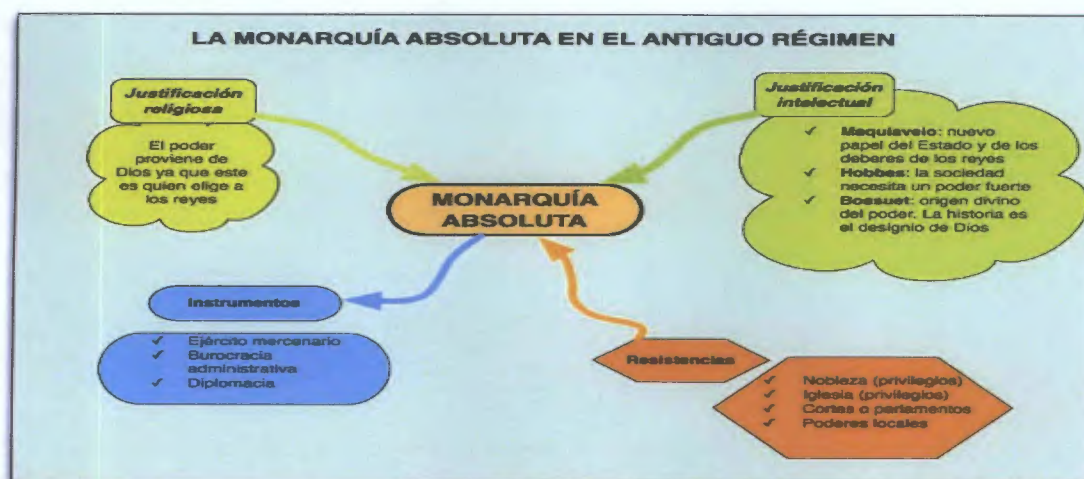 LA MONARQUÍA ABSOLUTA EN EL ANTIGUO RÉGIMEN
Justificación
religiosa
El poder
proviene de
Dios ya que este
es quien elige a
los reyes
Justificación
intelectual
✓ Maquiavelo: nuevo
papel del Estado y de los
deberes de los reyes
✓ Hobbes: la sociedad
necesita un poder fuerte
✓ Bossuet: origen divino
del poder. La historia es
el designio de Dios
MONARQUÍA
ABSOLUTA
Instrumentos
✓ Ejército mercenario
✓ Burocracia
administrativa
✓ Diplomacia
Resistencias
✓ Nobleza (privilegios)
✓ Iglesia (privilegios)
✓ Cortes o parlamentos
✓ Poderes locales